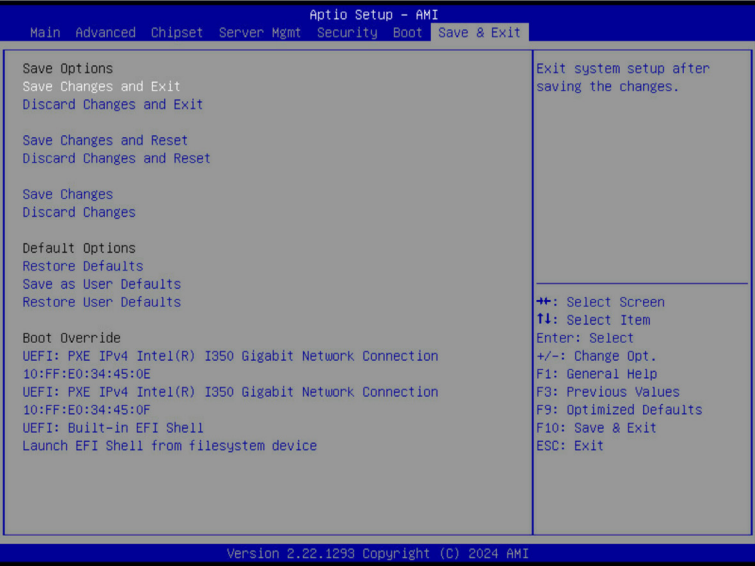 Aptio Setup – AMI
Main Advanced Chipset Server Mgmt Security Boot Save & Exit
Save Options
Save Changes and Exit
Discard Changes and Exit
Save Changes and Reset
Discard Changes and Reset
Save Changes
Discard Changes
Default Options
Restore Defaults
Save as User Defaults
Restore User Defaults
Boot Override
UEFI: PXE IPv4 Intel(R) I350 Gigabit Network Connection
10:FF:E0:34:45:0E
UEFI: PXE IPv4 Intel(R) I350 Gigabit Network Connection
10:FF:E0:34:45:0F
UEFI: Built-in EFI Shell
Launch EFI Shell from filesystem device
Exit system setup after
saving the changes.
→←: Select Screen
↑↓: Select Item
Enter: Select
+/-: Change Opt.
F1: General Help
F3: Previous Values
F9: Optimized Defaults
F10: Save & Exit
ESC: Exit
Version 2.22.1293 Copyright (C) 2024 AMI